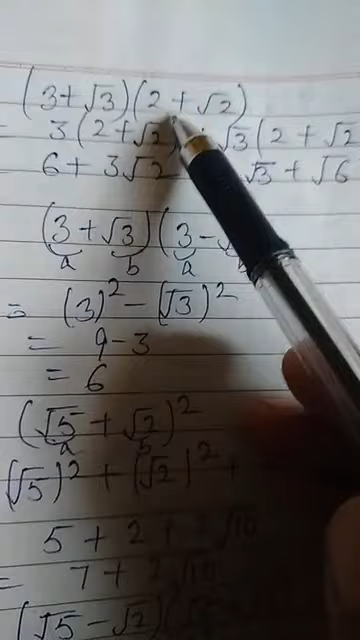 (3+√3)(2+√2)
= 3(2+√2) √3(2+√2
6+3√2 √3+√6
(3+√3)(3-
a b a
= (3)² - (√3)²
= 9-3
= 6
(√5+√2)²
a b
(√5)² + (√2)² +
5+2+2√10
= 7+2√10
(√5-√2)(